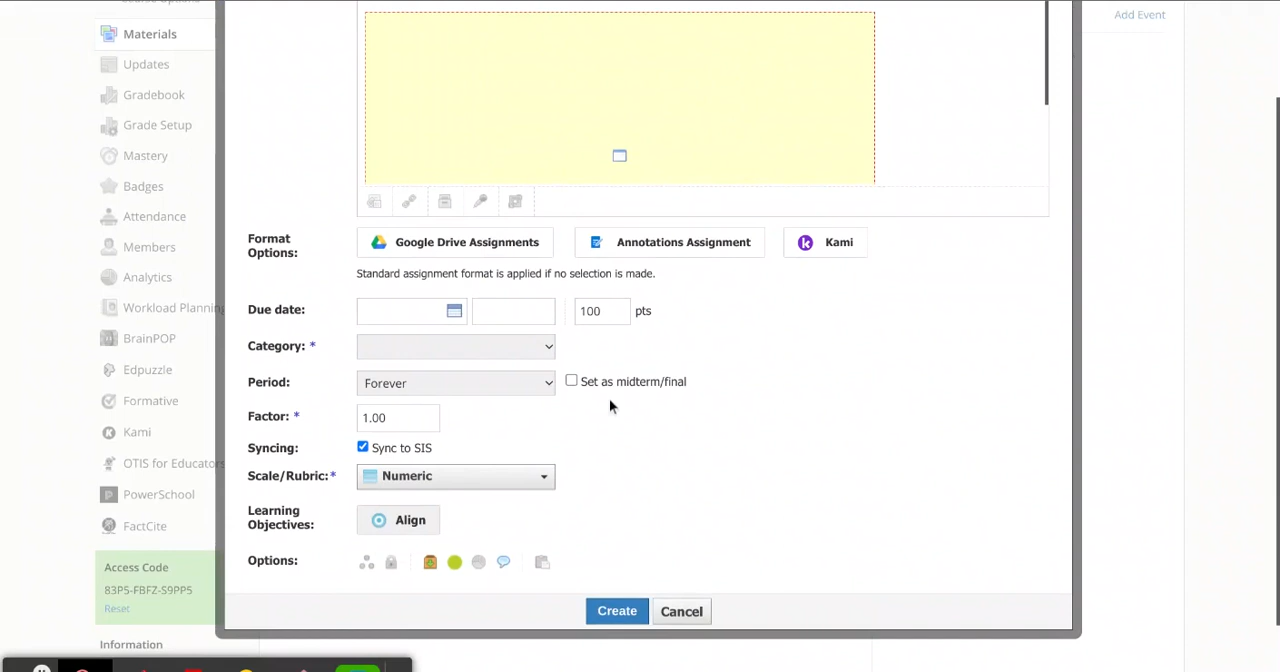 Add Event
Materials
Updates
Gradebook
Grade Setup
Mastery
Badges
Attendance
Members
Analytics
Workload Planning
BrainPOP
Edpuzzle
Formative
Kami
OTIS for Educators
PowerSchool
FactCite
Access Code
83P5-FBFZ-S9PP5
Reset
Information
Format Options:
Google Drive Assignments
Annotations Assignment
Kami
Standard assignment format is applied if no selection is made.
Due date:
100 pts
Category: *
Period:
Forever
Set as midterm/final
Factor: *
1.00
Syncing:
Sync to SIS
Scale/Rubric:*
Numeric
Learning Objectives:
Align
Options:
Create
Cancel